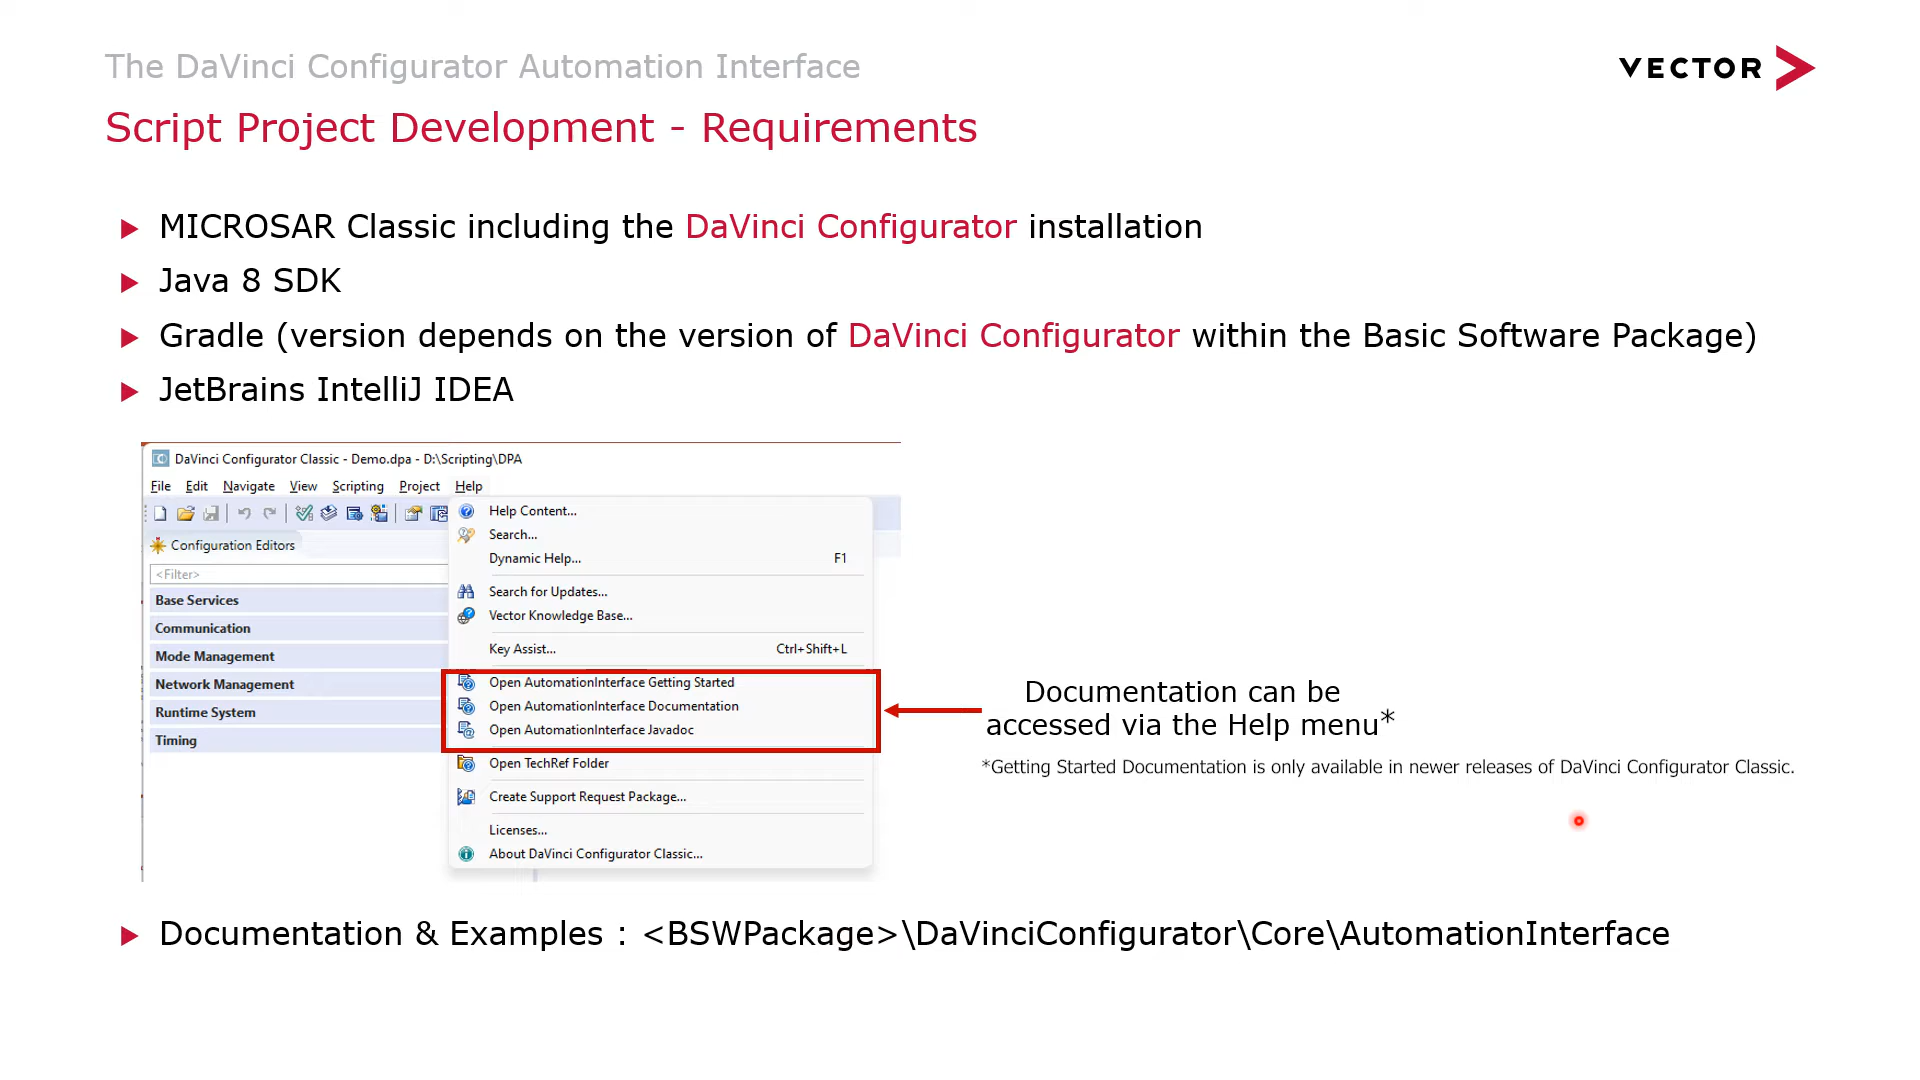 The DaVinci Configurator Automation Interface
VECTOR
Script Project Development - Requirements
MICROSAR Classic including the DaVinci Configurator installation
Java 8 SDK
Gradle (version depends on the version of DaVinci Configurator within the Basic Software Package)
JetBrains IntelliJ IDEA
DaVinci Configurator Classic - Demo.dpa - D:\Scripting\DPA
File Edit Navigate View Scripting Project Help
Configuration Editors
<Filter>
Base Services
Communication
Mode Management
Network Management
Runtime System
Timing
Help Content...
Search...
Dynamic Help... F1
Search for Updates...
Vector Knowledge Base...
Key Assist... Ctrl+Shift+L
Open AutomationInterface Getting Started
Open AutomationInterface Documentation
Open AutomationInterface Javadoc
Open TechRef Folder
Create Support Request Package...
Licenses...
About DaVinci Configurator Classic...
Documentation can be
accessed via the Help menu*
*Getting Started Documentation is only available in newer releases of DaVinci Configurator Classic.
Documentation & Examples : <BSWPackage>\DaVinciConfigurator\Core\AutomationInterface